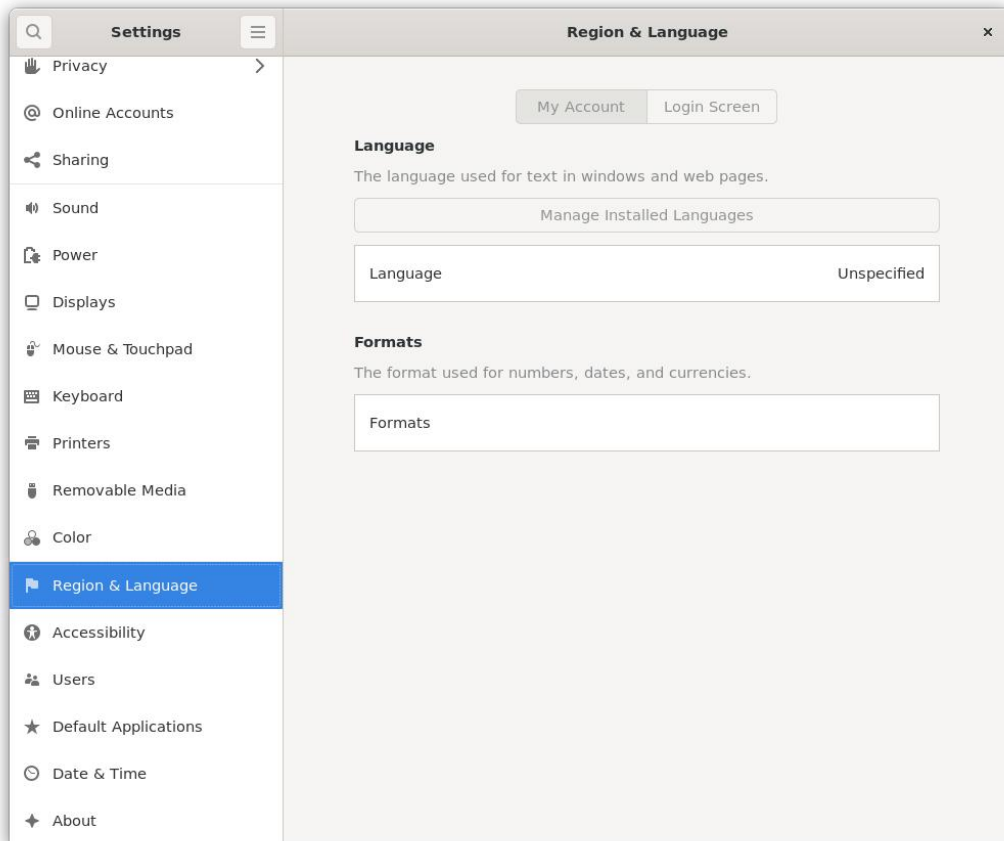 Settings
Region & Language
×
Privacy
Online Accounts
Sharing
Sound
Power
Displays
Mouse & Touchpad
Keyboard
Printers
Removable Media
Color
Region & Language
Accessibility
Users
Default Applications
Date & Time
About
My Account
Login Screen
Language
The language used for text in windows and web pages.
Manage Installed Languages
Language Unspecified
Formats
The format used for numbers, dates, and currencies.
Formats